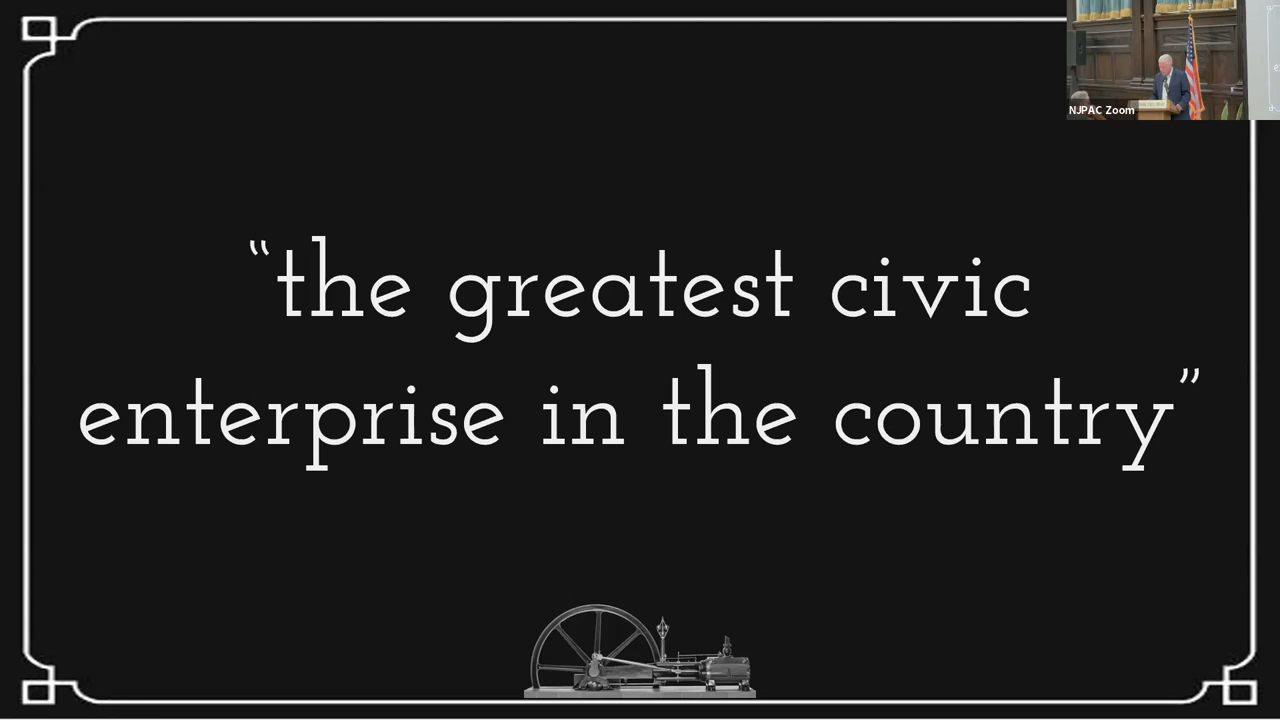 NJPAC Zoom
“the greatest civic
enterprise in the country”